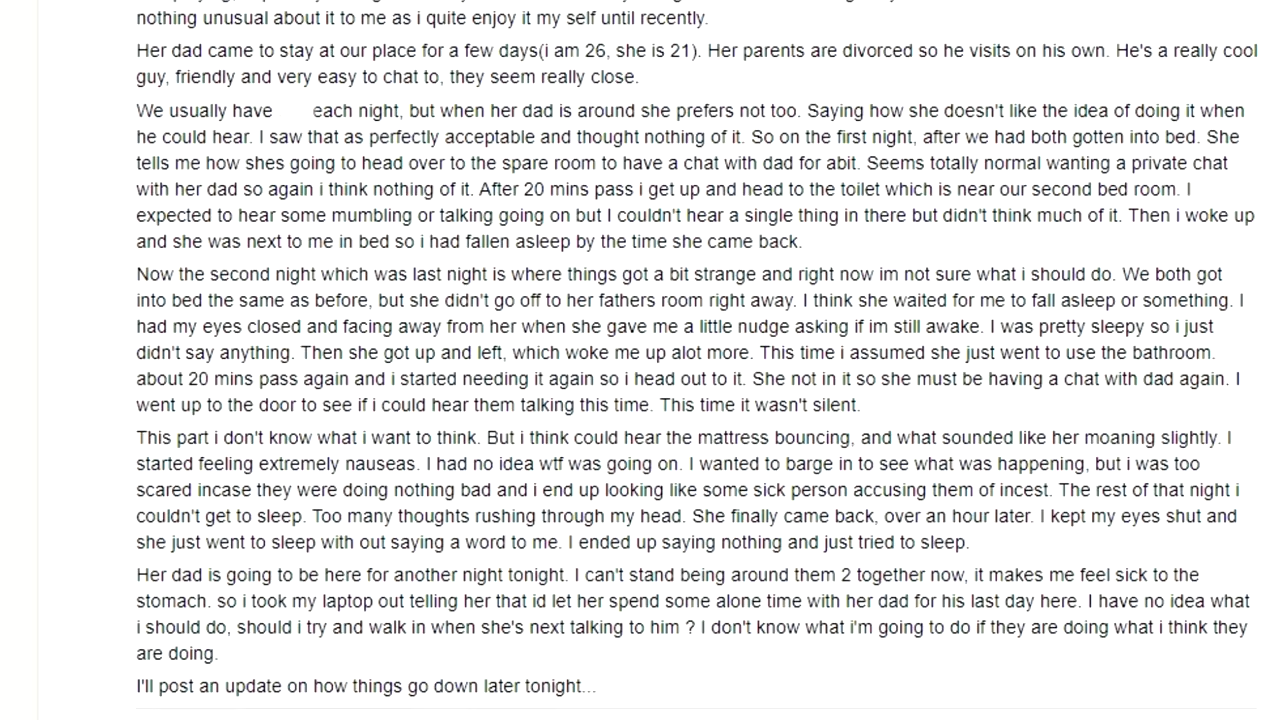 nothing unusual about it to me as i quite enjoy it my self until recently.
Her dad came to stay at our place for a few days(i am 26, she is 21). Her parents are divorced so he visits on his own. He's a really cool
guy, friendly and very easy to chat to, they seem really close.
We usually have each night, but when her dad is around she prefers not too. Saying how she doesn't like the idea of doing it when
he could hear. I saw that as perfectly acceptable and thought nothing of it. So on the first night, after we had both gotten into bed. She
tells me how shes going to head over to the spare room to have a chat with dad for abit. Seems totally normal wanting a private chat
with her dad so again i think nothing of it. After 20 mins pass i get up and head to the toilet which is near our second bed room. I
expected to hear some mumbling or talking going on but I couldn't hear a single thing in there but didn't think much of it. Then i woke up
and she was next to me in bed so i had fallen asleep by the time she came back.
Now the second night which was last night is where things got a bit strange and right now im not sure what i should do. We both got
into bed the same as before, but she didn't go off to her fathers room right away. I think she waited for me to fall asleep or something. I
had my eyes closed and facing away from her when she gave me a little nudge asking if im still awake. I was pretty sleepy so i just
didn't say anything. Then she got up and left, which woke me up alot more. This time i assumed she just went to use the bathroom.
about 20 mins pass again and i started needing it again so i head out to it. She not in it so she must be having a chat with dad again. I
went up to the door to see if i could hear them talking this time. This time it wasn't silent.
This part i don't know what i want to think. But i think could hear the mattress bouncing, and what sounded like her moaning slightly. I
started feeling extremely nauseas. I had no idea wtf was going on. I wanted to barge in to see what was happening, but i was too
scared incase they were doing nothing bad and i end up looking like some sick person accusing them of incest. The rest of that night i
couldn't get to sleep. Too many thoughts rushing through my head. She finally came back, over an hour later. I kept my eyes shut and
she just went to sleep with out saying a word to me. I ended up saying nothing and just tried to sleep.
Her dad is going to be here for another night tonight. I can't stand being around them 2 together now, it makes me feel sick to the
stomach. so i took my laptop out telling her that id let her spend some alone time with her dad for his last day here. I have no idea what
i should do, should i try and walk in when she's next talking to him ? I don't know what i'm going to do if they are doing what i think they
are doing.
I'll post an update on how things go down later tonight...